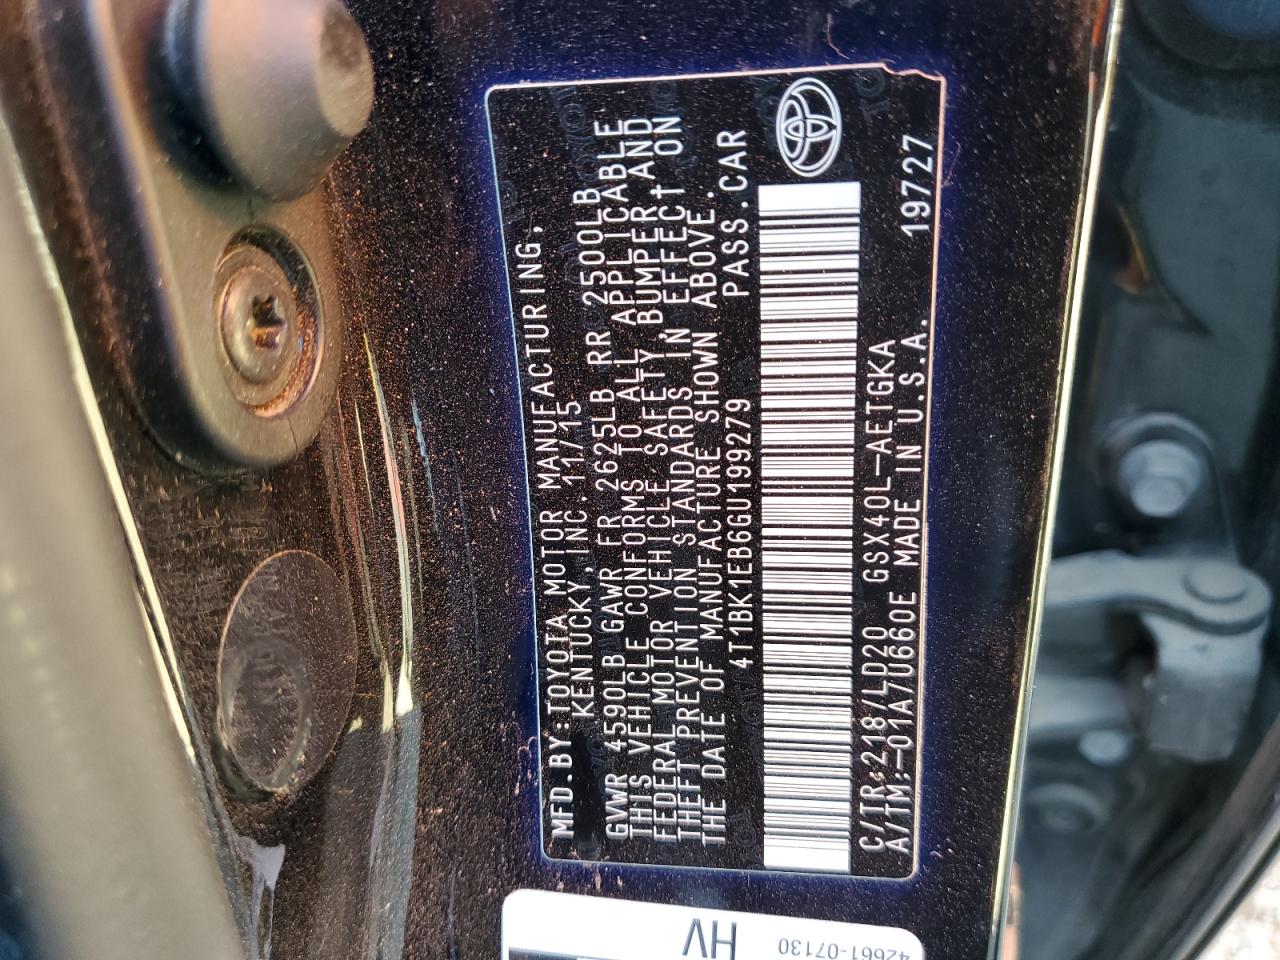 MFD.BY:TOYOTA MOTOR MANUFACTURING,
KENTUCKY,INC.11/15
GVWR 4590LB GAWR FR 2625LB RR 2500LB
THIS VEHICLE CONFORMS TO ALL APPLICABLE
FEDERAL MOTOR VEHICLE SAFETY,BUMPER,AND
THEFT PREVENTION STANDARDS IN EFFECT ON
THE DATE OF MANUFACTURE SHOWN ABOVE.
4T1BK1EB6GU199279 PASS.CAR
C/TR:218/LD20 GSX40L-AETGKA
A/TM:-01A/U660E MADE IN U.S.A. 19727
HV
42661-07130